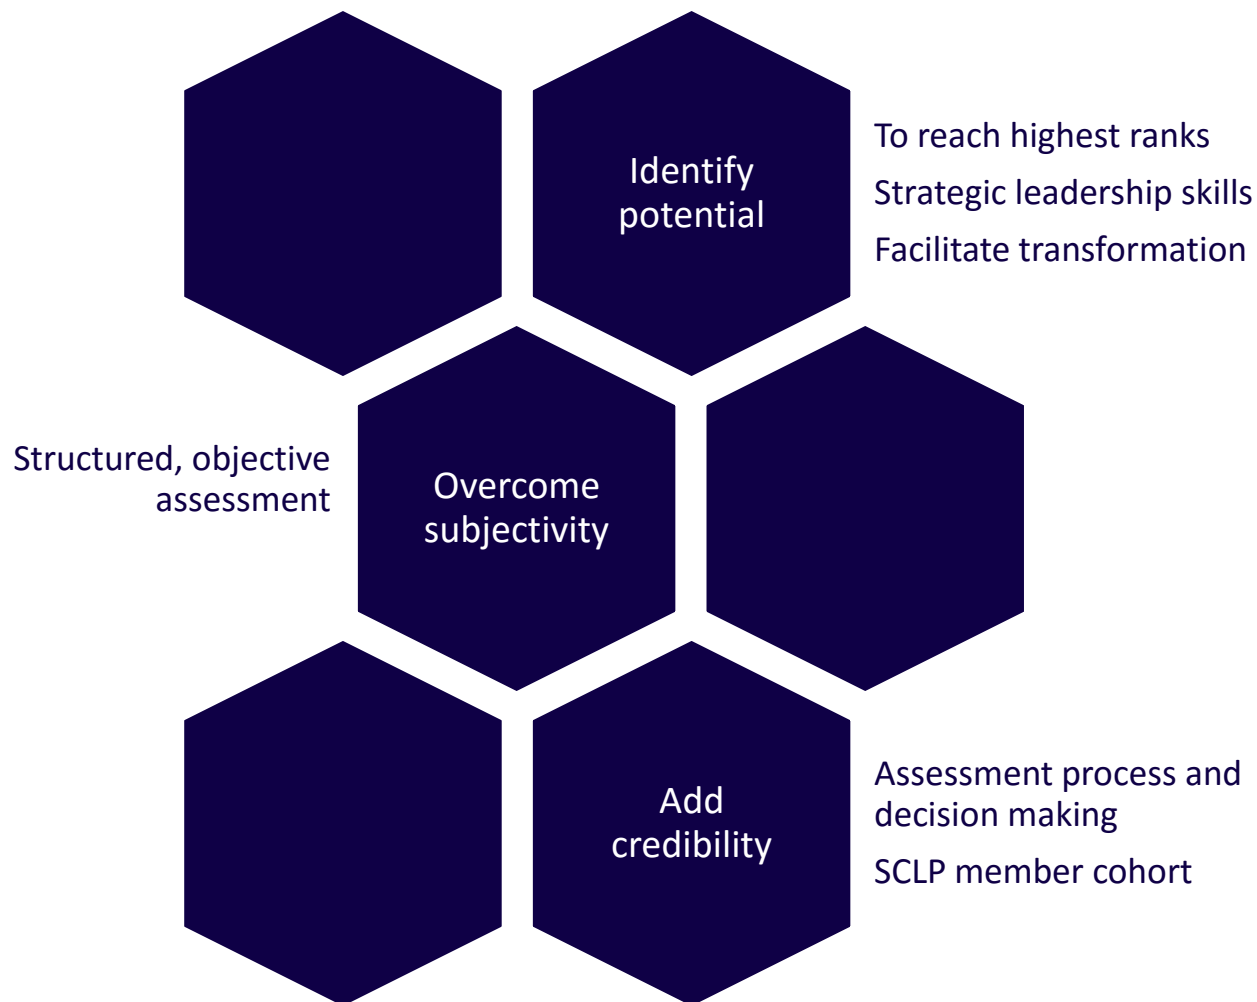 Identify
potential
To reach highest ranks
Strategic leadership skills
Facilitate transformation
Structured, objective
assessment
Overcome
subjectivity
Add
credibility
Assessment process and
decision making
SCLP member cohort